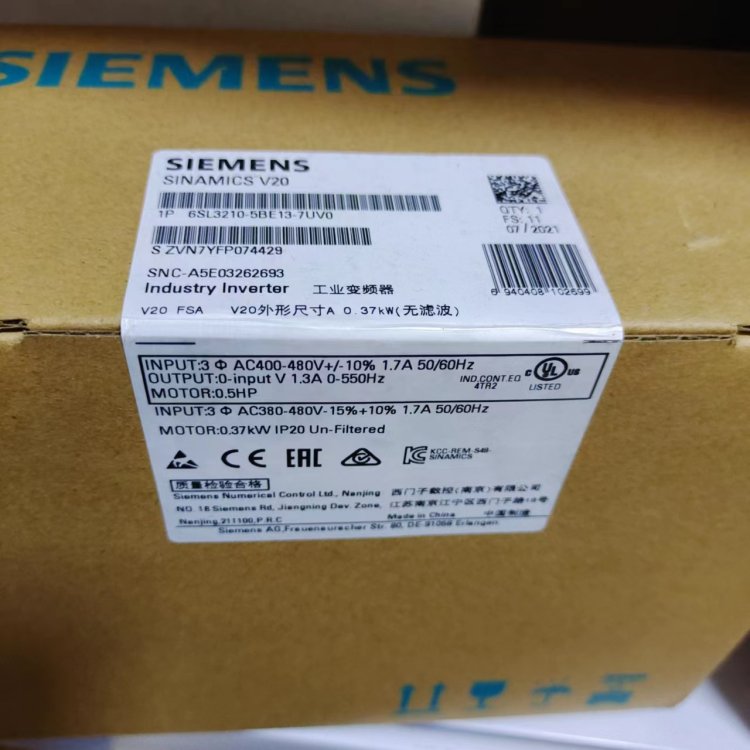 SIEMENS
SIEMENS
SINAMICS V20
1P 6SL3210-5BE13-7UV0
S ZVN7YFP074429
SNC-A5E03262693
Industry Inverter 工业变频器
V20 FSA V20外形尺寸A 0.37kW(无滤波)
QTY: 1
FS: 11
07/2021
6 940408 102699
INPUT:3 Φ AC400-480V+/-10% 1.7A 50/60Hz
OUTPUT:0-input V 1.3A 0-550Hz
MOTOR:0.5HP
IND.CONT.EQ
4TR2
C UL US
LISTED
INPUT:3 Φ AC380-480V-15%+10% 1.7A 50/60Hz
MOTOR:0.37kW IP20 Un-Filtered
CE EAC
KCC-REM-S49-
SINAMICS
质量检验合格
Siemens Numerical Control Ltd., Nanjing 西门子数控(南京)有限公司
NO. 18 Siemens Rd, Jiangning Dev. Zone, 江苏南京江宁区西门子路18号
Nanjing,211100,P.R.C Made in China 中国制造
Siemens AG,Frauenauracher Str. 80, DE 91056 Erlangen.